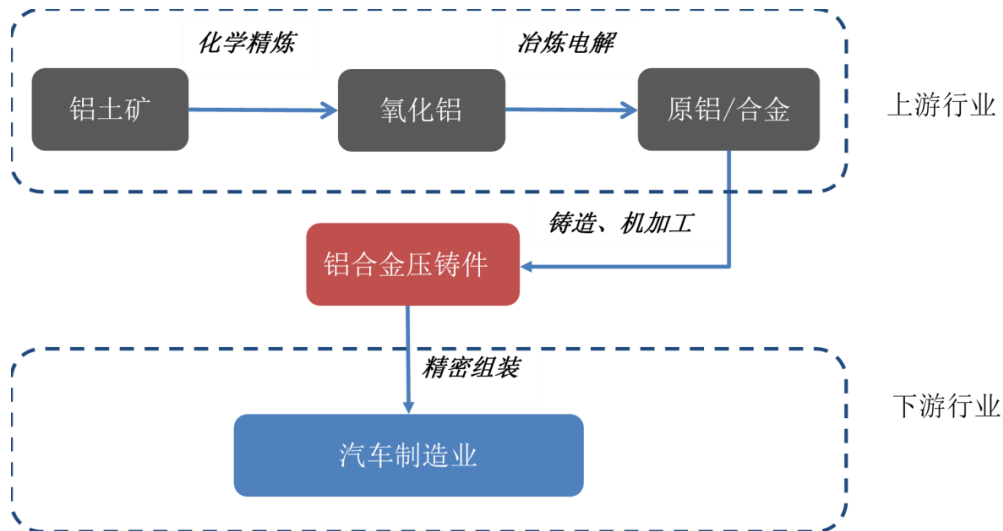 化学精炼
冶炼电解
铝土矿
氧化铝
原铝/合金
上游行业
铸造、机加工
铝合金压铸件
精密组装
下游行业
汽车制造业